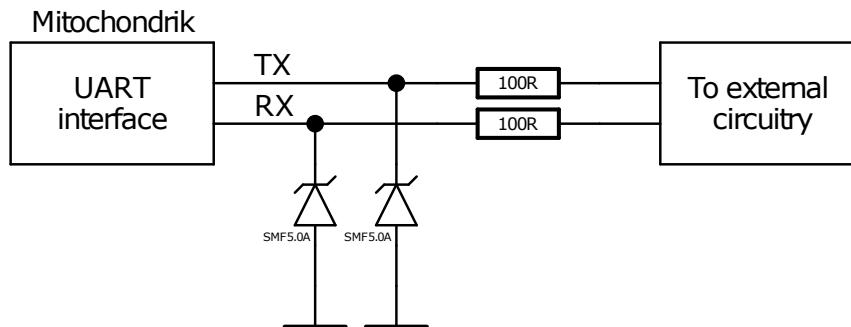 Mitochondrik
UART
interface
TX
RX
100R
100R
To external
circuitry
SMF5.0A
SMF5.0A